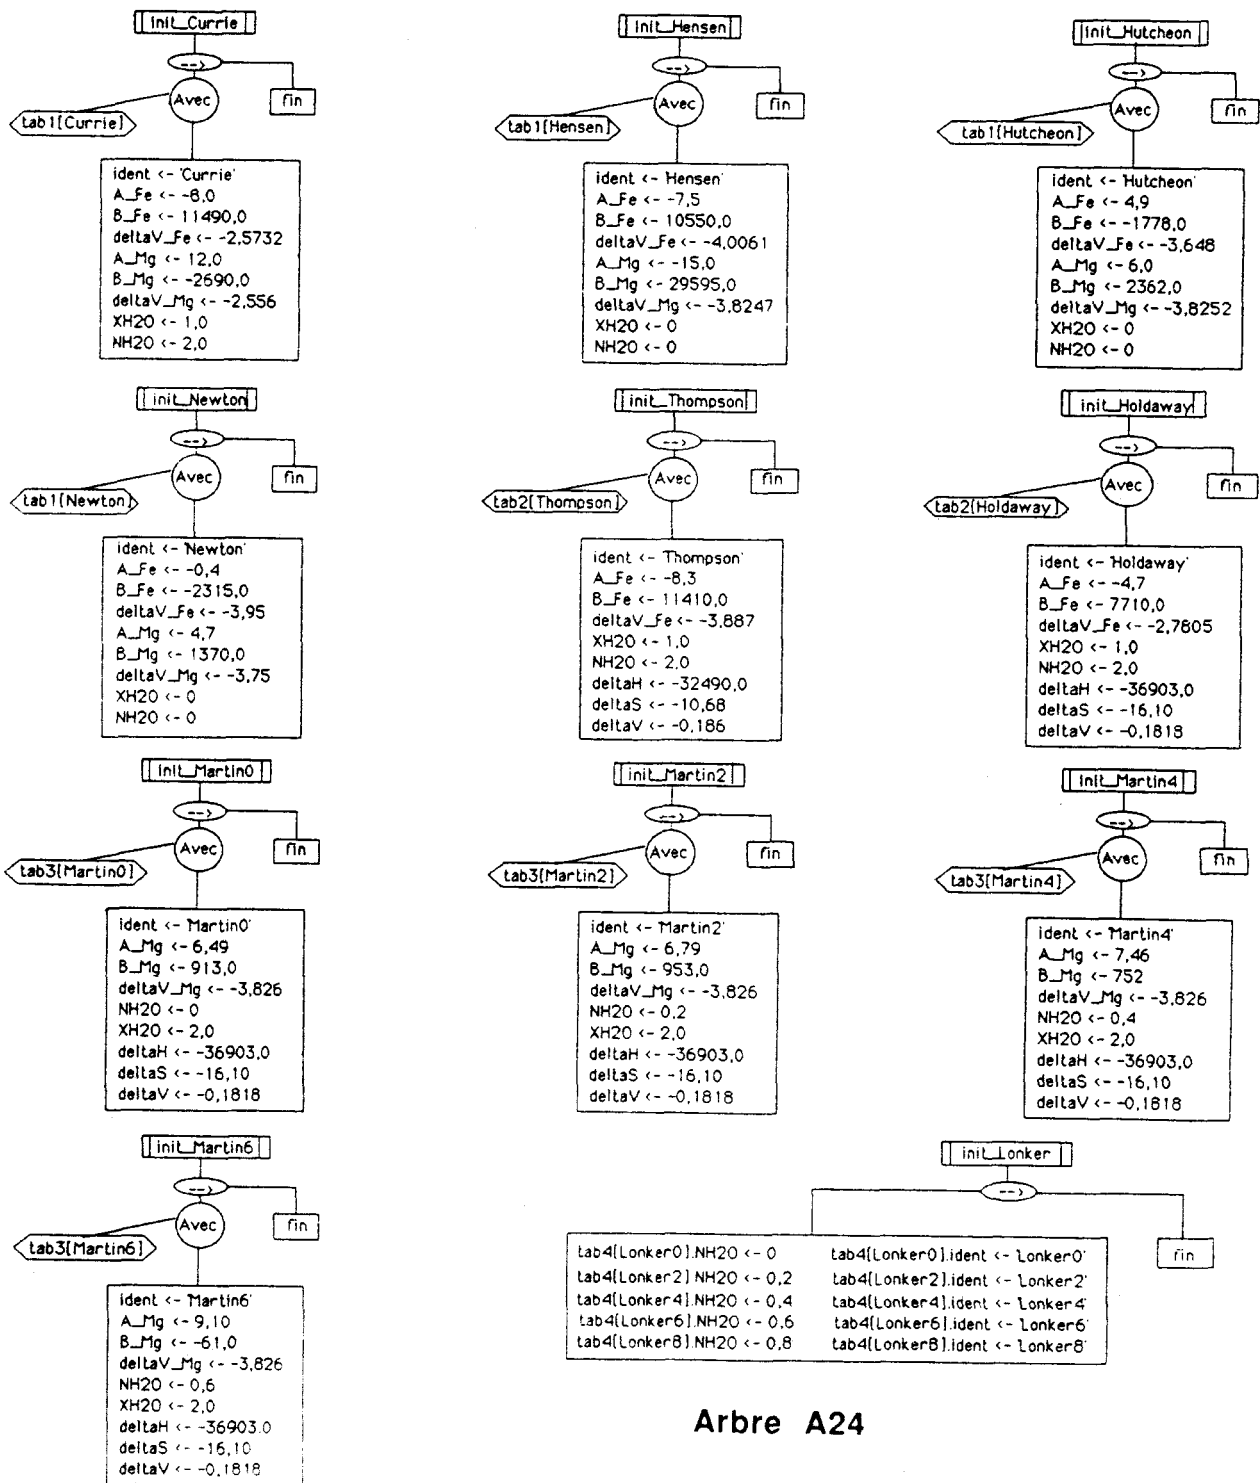 init_Currie
-->
Avec
fin
tab1[Currie]
ident <- 'Currie'
A_Fe <- -8,0
B_Fe <- 11490,0
deltaV_Fe <- -2,5732
A_Mg <- 12,0
B_Mg <- -2690,0
deltaV_Mg <- -2,556
XH2O <- 1,0
NH2O <- 2,0
init_Hensen
-->
Avec
fin
tab1[Hensen]
ident <- 'Hensen'
A_Fe <- -7,5
B_Fe <- 10550,0
deltaV_Fe <- -4,0061
A_Mg <- -15,0
B_Mg <- 29595,0
deltaV_Mg <- -3,8247
XH2O <- 0
NH2O <- 0
init_Hutcheon
-->
Avec
fin
tab1[Hutcheon]
ident <- 'Hutcheon'
A_Fe <- 4,9
B_Fe <- -1778,0
deltaV_Fe <- -3,648
A_Mg <- 6,0
B_Mg <- 2362,0
deltaV_Mg <- -3,8252
XH2O <- 0
NH2O <- 0
init_Newton
-->
Avec
fin
tab1[Newton]
ident <- 'Newton'
A_Fe <- -0,4
B_Fe <- -2315,0
deltaV_Fe <- -3,95
A_Mg <- 4,7
B_Mg <- 1370,0
deltaV_Mg <- -3,75
XH2O <- 0
NH2O <- 0
init_Thompson
-->
Avec
fin
tab2[Thompson]
ident <- 'Thompson'
A_Fe <- -8,3
B_Fe <- 11410,0
deltaV_Fe <- -3,887
XH2O <- 1,0
NH2O <- 2,0
deltaH <- -32490,0
deltaS <- -10,68
deltaV <- -0,186
init_Holdaway
-->
Avec
fin
tab2[Holdaway]
ident <- 'Holdaway'
A_Fe <- -4,7
B_Fe <- 7710,0
deltaV_Fe <- -2,7805
XH2O <- 1,0
NH2O <- 2,0
deltaH <- -36903,0
deltaS <- -16,10
deltaV <- -0,1818
init_Martin0
-->
Avec
fin
tab3[Martin0]
ident <- 'Martin0'
A_Mg <- 6,49
B_Mg <- 913,0
deltaV_Mg <- -3,826
NH2O <- 0
XH2O <- 2,0
deltaH <- -36903,0
deltaS <- -16,10
deltaV <- -0,1818
init_Martin2
-->
Avec
fin
tab3[Martin2]
ident <- 'Martin2'
A_Mg <- 6,79
B_Mg <- 953,0
deltaV_Mg <- -3,826
NH2O <- 0,2
XH2O <- 2,0
deltaH <- -36903,0
deltaS <- -16,10
deltaV <- -0,1818
init_Martin4
-->
Avec
fin
tab3[Martin4]
ident <- 'Martin4'
A_Mg <- 7,46
B_Mg <- 752
deltaV_Mg <- -3,826
NH2O <- 0,4
XH2O <- 2,0
deltaH <- -36903,0
deltaS <- -16,10
deltaV <- -0,1818
init_Martin6
-->
Avec
fin
tab3[Martin6]
ident <- 'Martin6'
A_Mg <- 9,10
B_Mg <- -61,0
deltaV_Mg <- -3,826
NH2O <- 0,6
XH2O <- 2,0
deltaH <- -36903,0
deltaS <- -16,10
deltaV <- -0,1818
init_Lonker
-->
fin
tab4[Lonker0].NH2O <- 0 tab4[Lonker0].ident <- 'Lonker0'
tab4[Lonker2].NH2O <- 0,2 tab4[Lonker2].ident <- 'Lonker2'
tab4[Lonker4].NH2O <- 0,4 tab4[Lonker4].ident <- 'Lonker4'
tab4[Lonker6].NH2O <- 0,6 tab4[Lonker6].ident <- 'Lonker6'
tab4[Lonker8].NH2O <- 0,8 tab4[Lonker8].ident <- 'Lonker8'
Arbre A24